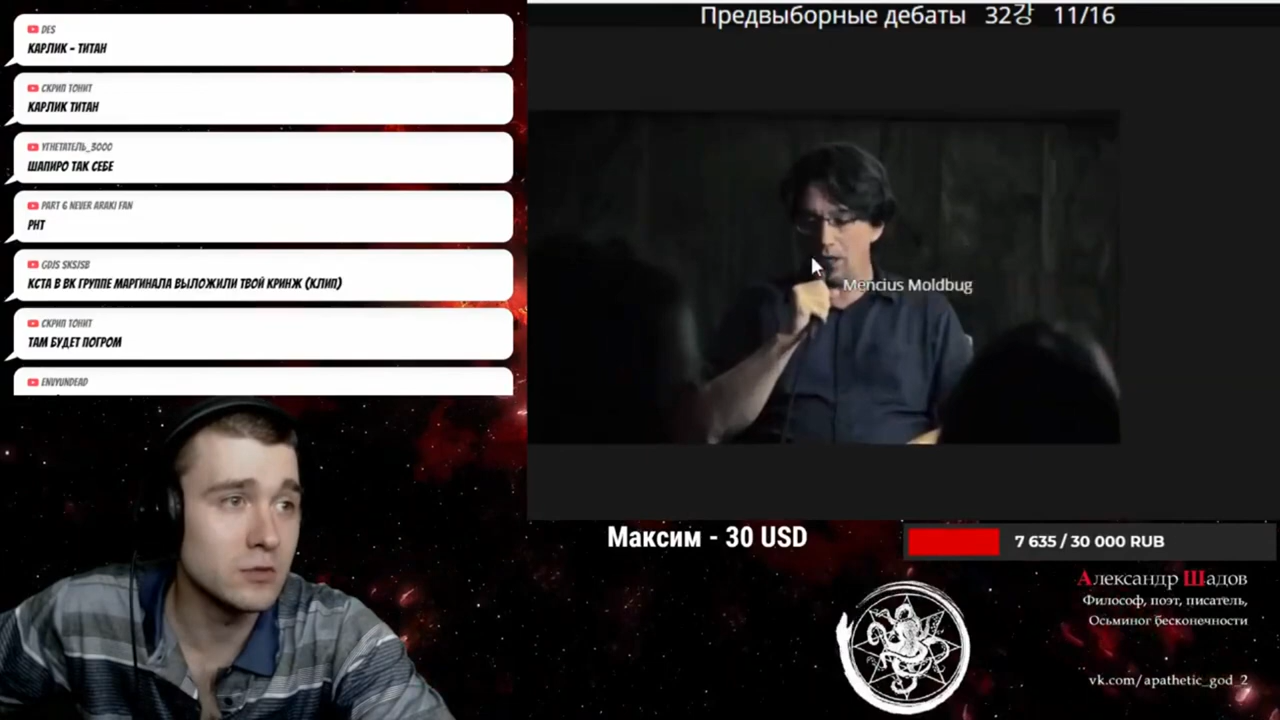 DES
КАРЛИК - ТИТАН
СКРИП ТОНИТ
КАРЛИК ТИТАН
УГНЕТАТЕЛЬ_3000
ШАПИРО ТАК СЕБЕ
PART 6 NEVER ARAKI FAN
РНТ
GDJS SKSJSB
КСТА В ВК ГРУППЕ МАРГИНАЛА ВЫЛОЖИЛИ ТВОЙ КРИНЖ (КЛИП)
СКРИП ТОНИТ
ТАМ БУДЕТ ПОГРОМ
ENVYUNDEAD
Предвыборные дебаты 32강 11/16
Mencius Moldbug
Максим - 30 USD
7 635 / 30 000 RUB
Александр Шадов
Философ, поэт, писатель,
Осьминог бесконечности
vk.com/apathetic_god_2